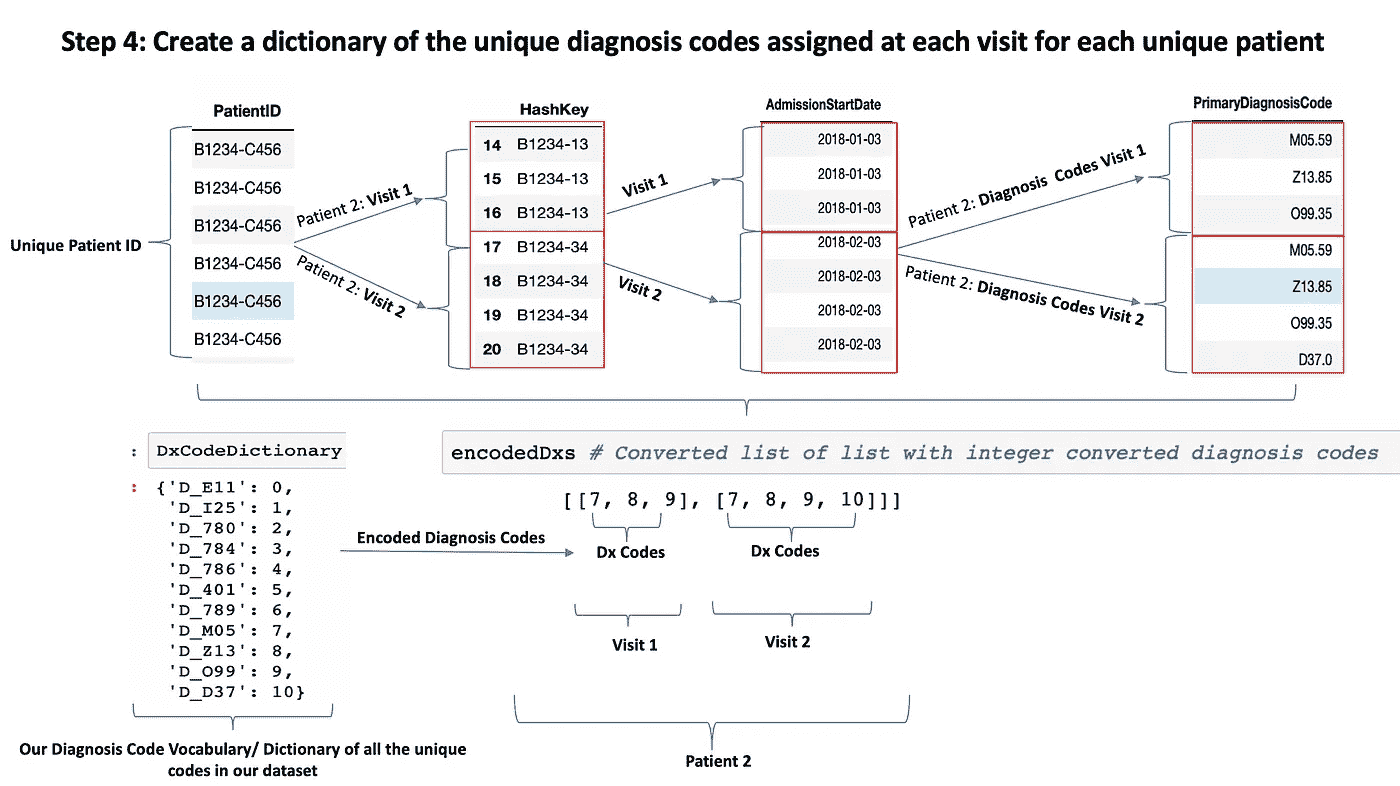 Step 4: Create a dictionary of the unique diagnosis codes assigned at each visit for each unique patient
PatientID
B1234-C456
B1234-C456
B1234-C456
B1234-C456
B1234-C456
B1234-C456
Unique Patient ID
Patient 2: Visit 1
Patient 2: Visit 2
HashKey
14 B1234-13
15 B1234-13
16 B1234-13
17 B1234-34
18 B1234-34
19 B1234-34
20 B1234-34
Visit 1
Visit 2
AdmissionStartDate
2018-01-03
2018-01-03
2018-01-03
2018-02-03
2018-02-03
2018-02-03
2018-02-03
Patient 2: Diagnosis Codes Visit 1
Patient 2: Diagnosis Codes Visit 2
PrimaryDiagnosisCode
M05.59
Z13.85
O99.35
M05.59
Z13.85
O99.35
D37.0
: DxCodeDictionary
: {'D_E11': 0,
'D_I25': 1,
'D_780': 2,
'D_784': 3,
'D_786': 4,
'D_401': 5,
'D_789': 6,
'D_M05': 7,
'D_Z13': 8,
'D_O99': 9,
'D_D37': 10}
Our Diagnosis Code Vocabulary/ Dictionary of all the unique
codes in our dataset
Encoded Diagnosis Codes
encodedDxs # Converted list of list with integer converted diagnosis codes
[[7, 8, 9], [7, 8, 9, 10]]]
Dx Codes
Dx Codes
Visit 1
Visit 2
Patient 2